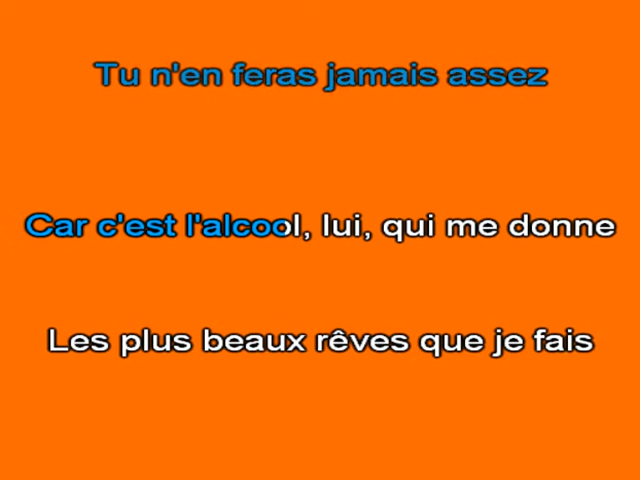 Tu n'en feras jamais assez
Car c'est l'alcool, lui, qui me donne
Les plus beaux rêves que je fais